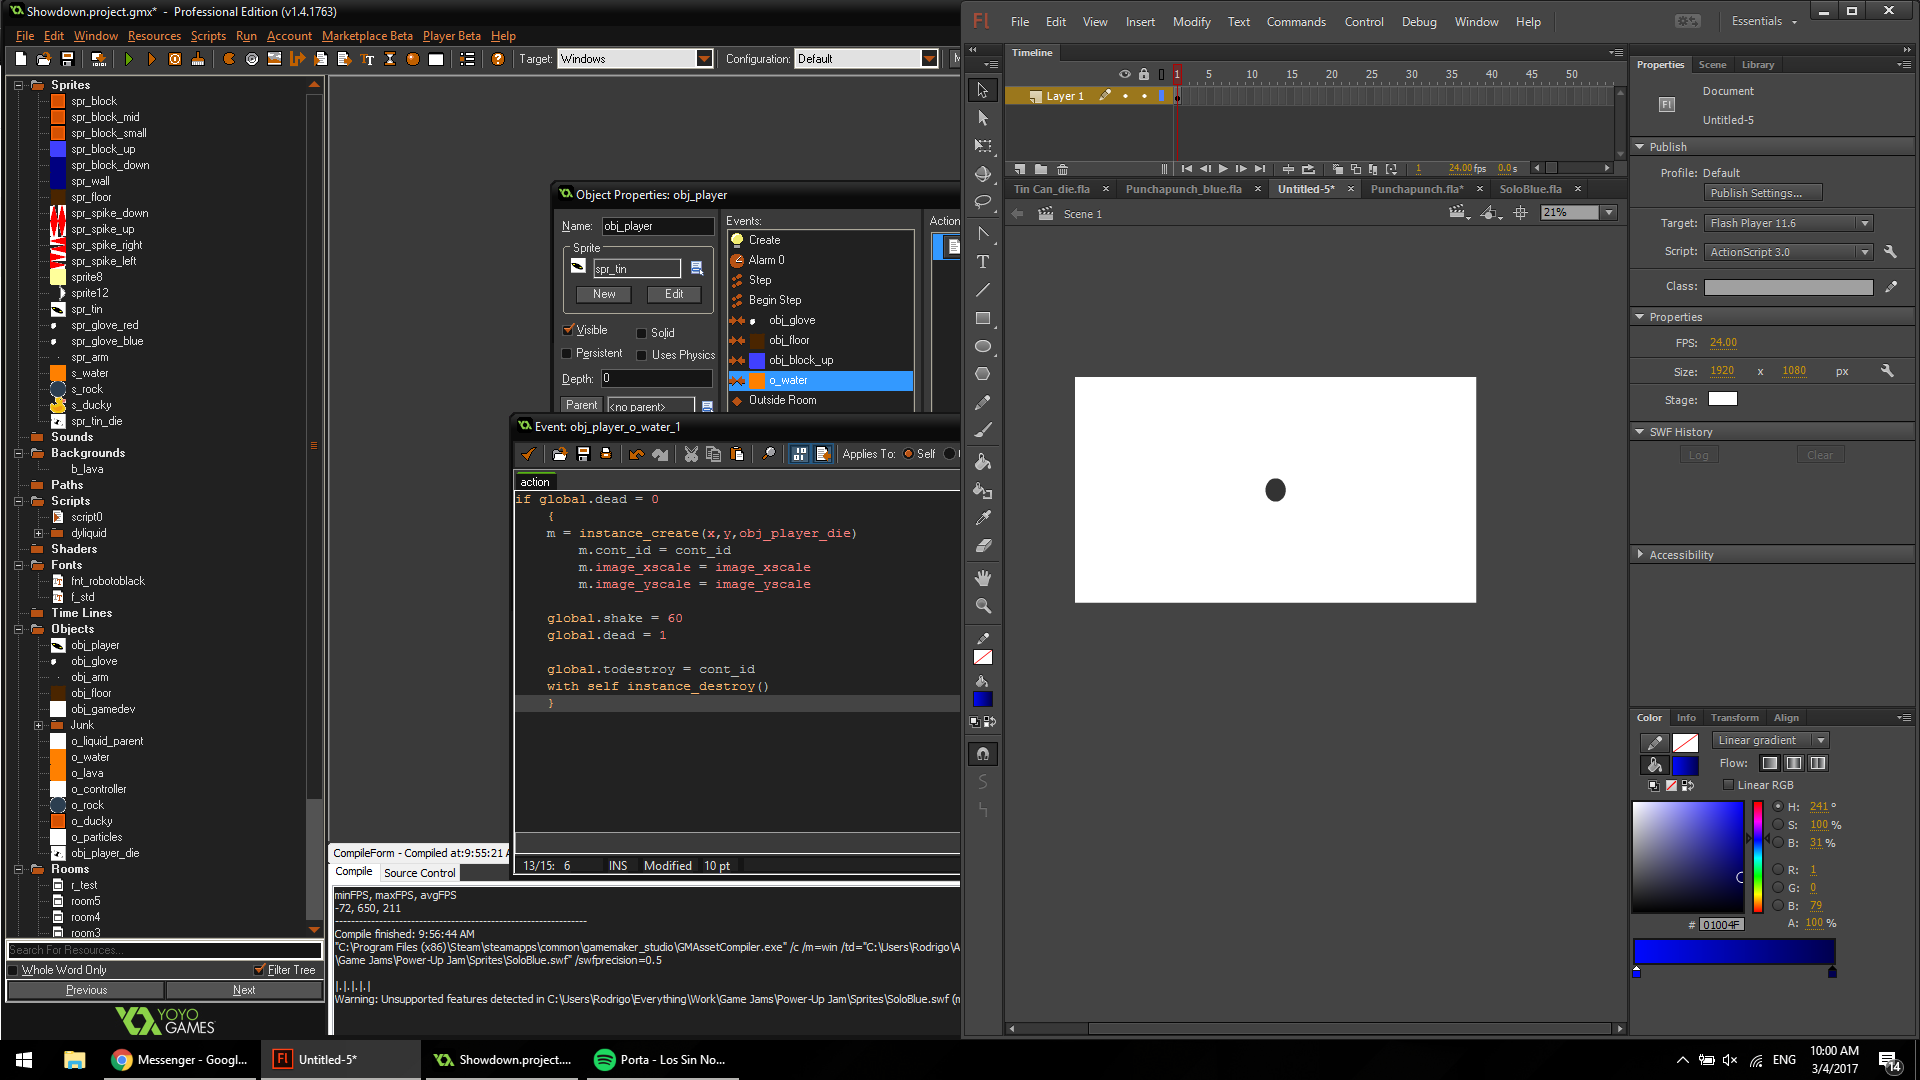 Showdown.project.gmx* - Professional Edition (v1.4.1763)
File Edit Window Resources Scripts Run Account Marketplace Beta Player Beta Help
Target: Windows Configuration: Default
Sprites
spr_block
spr_block_mid
spr_block_small
spr_block_up
spr_block_down
spr_wall
spr_floor
spr_spike_down
spr_spike_up
spr_spike_right
spr_spike_left
sprite8
sprite12
spr_tin
spr_glove_red
spr_glove_blue
spr_arm
s_water
s_rock
s_ducky
spr_tin_die
Sounds
Backgrounds
b_lava
Paths
Scripts
script0
dyliquid
Shaders
Fonts
fnt_robotoblack
f_std
Time Lines
Objects
obj_player
obj_glove
obj_arm
obj_floor
obj_gamedev
Junk
o_liquid_parent
o_water
o_lava
o_controller
o_rock
o_ducky
o_particles
obj_player_die
Rooms
r_test
room5
room4
room3
Search For Resources...
Whole Word Only Filter Tree
Previous Next
YOYO GAMES
Object Properties: obj_player
Name: obj_player
Sprite
spr_tin
New Edit
Visible Solid
Persistent Uses Physics
Depth: 0
Parent <no parent>
Events:
Create
Alarm 0
Step
Begin Step
obj_glove
obj_floor
obj_block_up
o_water
Outside Room
Action
Event: obj_player_o_water_1
Applies To: Self
action
if global.dead = 0
{
m = instance_create(x,y,obj_player_die)
m.cont_id = cont_id
m.image_xscale = image_xscale
m.image_yscale = image_yscale
global.shake = 60
global.dead = 1
global.todestroy = cont_id
with self instance_destroy()
}
13/15: 6 INS Modified 10 pt
CompileForm - Compiled at:9:55:21
Compile Source Control
minFPS, maxFPS, avgFPS
-72, 650, 211
Compile finished: 9:56:44 AM
"C:\Program Files (x86)\Steam\steamapps\common\gamemaker_studio\GMAssetCompiler.exe" /c /m=win /td="C:\Users\Rodrigo\A
\Game Jams\Power-Up Jam\Sprites\SoloBlue.swf" /swfprecision=0.5
|.|.|.|.|
Warning: Unsupported features detected in C:\Users\Rodrigo\Everything\Work\Game Jams\Power-Up Jam\Sprites\SoloBlue.swf (n
Fl File Edit View Insert Modify Text Commands Control Debug Window Help Essentials
Timeline
1 5 10 15 20 25 30 35 40 45 50
Layer 1
1 24.00 fps 0.0 s
Tin Can_die.fla Punchapunch_blue.fla Untitled-5* Punchapunch.fla* SoloBlue.fla
Scene 1 21%
Properties Scene Library
Fl Document
Untitled-5
Publish
Profile: Default
Publish Settings...
Target: Flash Player 11.6
Script: ActionScript 3.0
Class:
Properties
FPS: 24.00
Size: 1920 x 1080 px
Stage:
SWF History
Log Clear
Accessibility
Color Info Transform Align
Linear gradient
Flow:
Linear RGB
H: 241 °
S: 100 %
B: 31 %
R: 1
G: 0
B: 79
# 01004F A: 100 %
Messenger - Googl... Untitled-5* Showdown.project.... Porta - Los Sin No...
ENG
10:00 AM
3/4/2017
14